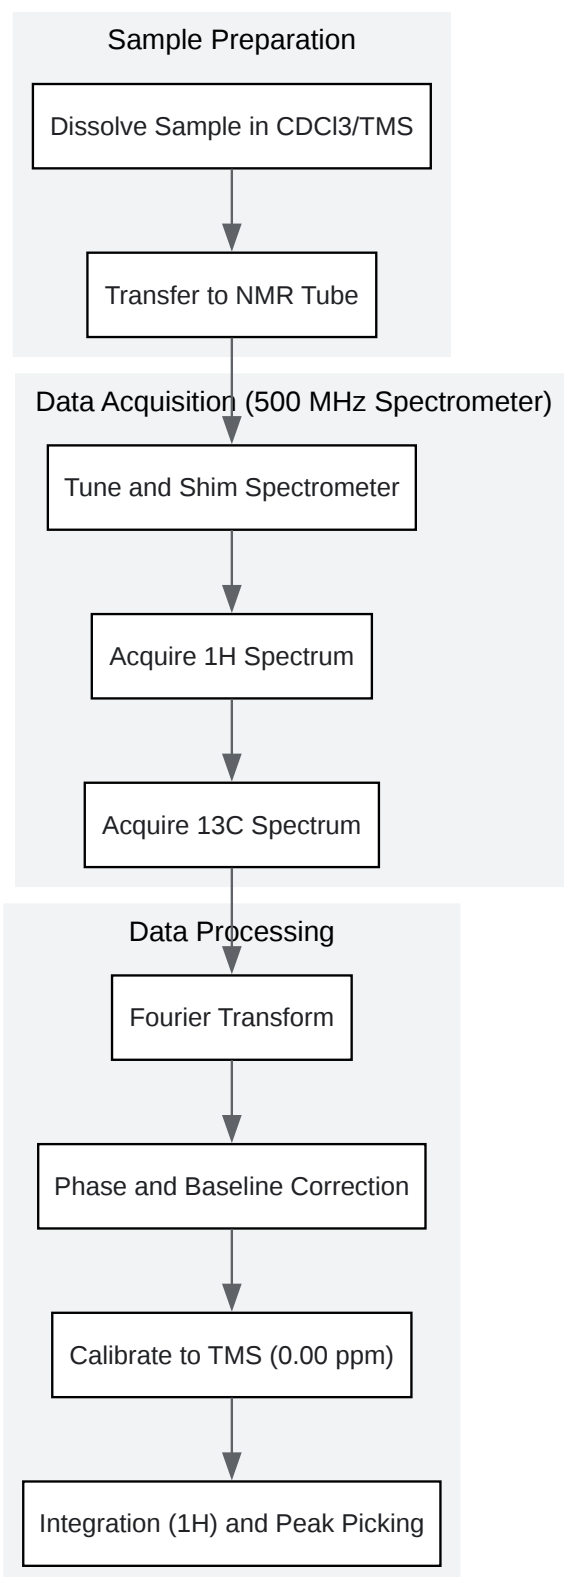 Sample Preparation
Dissolve Sample in CDCl3/TMS
Transfer to NMR Tube
Data Acquisition (500 MHz Spectrometer)
Tune and Shim Spectrometer
Acquire 1H Spectrum
Acquire 13C Spectrum
Data Processing
Fourier Transform
Phase and Baseline Correction
Calibrate to TMS (0.00 ppm)
Integration (1H) and Peak Picking